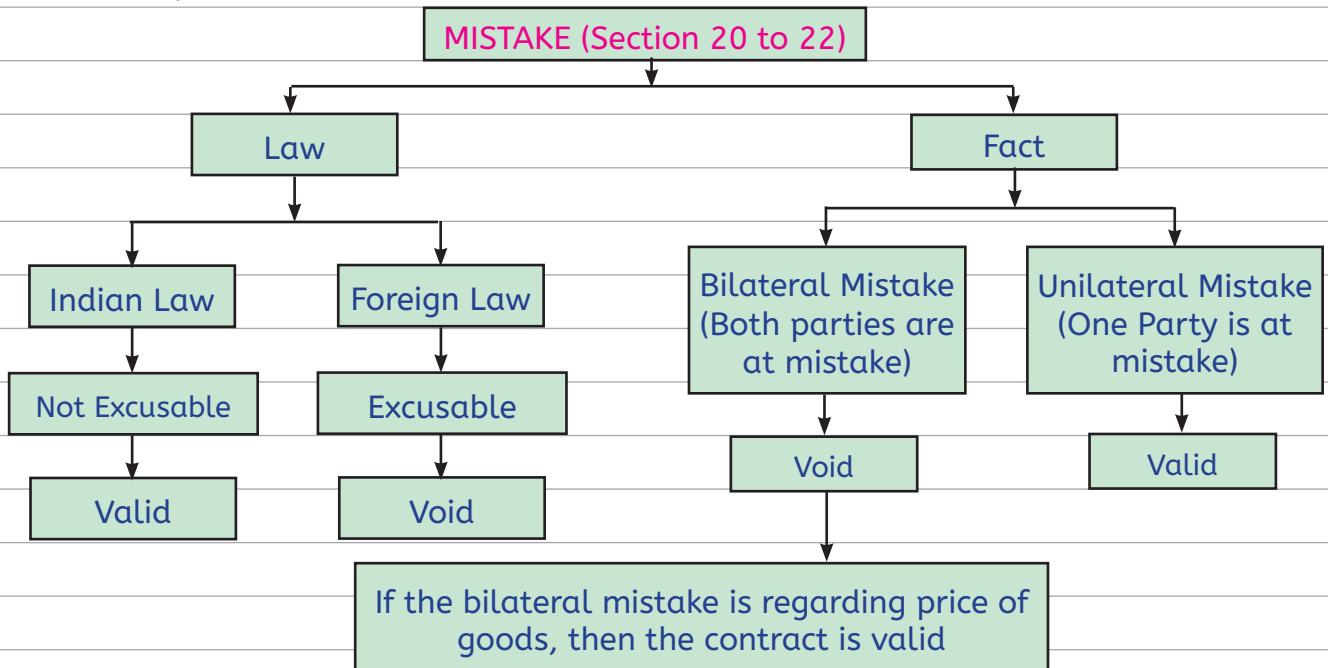 MISTAKE (Section 20 to 22)
Law
Fact
Indian Law
Foreign Law
Bilateral Mistake
(Both parties are
at mistake)
Unilateral Mistake
(One Party is at
mistake)
Not Excusable
Excusable
Void
Valid
Valid
Void
If the bilateral mistake is regarding price of
goods, then the contract is valid